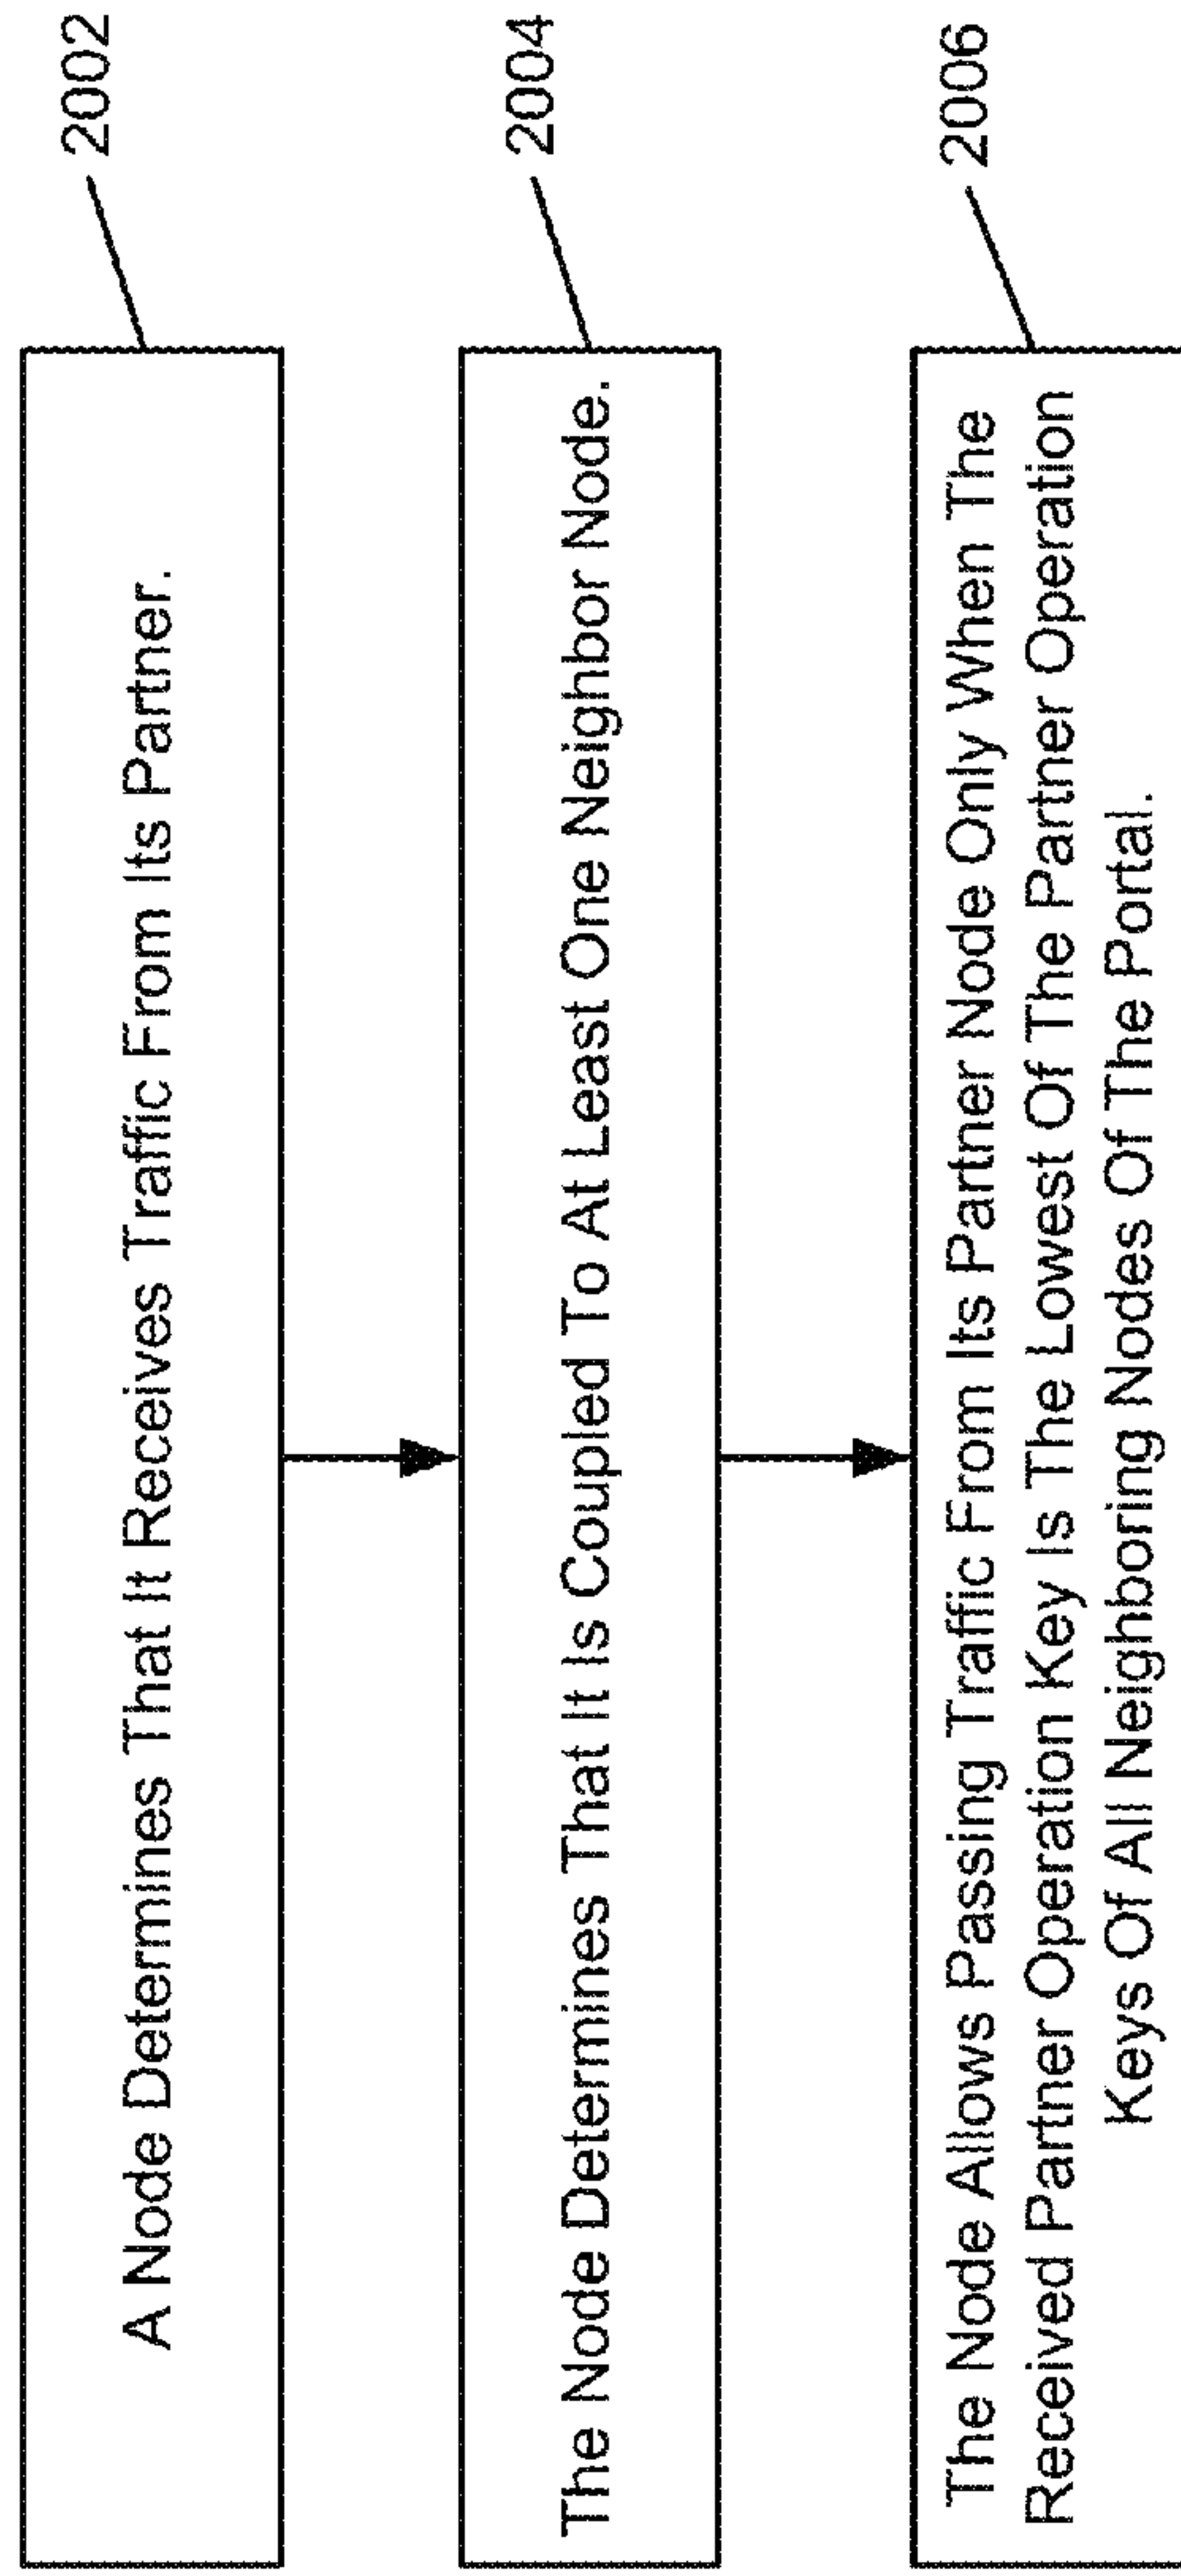 A Node Determines That It Receives Traffic From Its Partner.
2002
The Node Determines That It Is Coupled To At Least One Neighbor Node.
2004
The Node Allows Passing Traffic From Its Partner Node Only When The
Received Partner Operation Key Is The Lowest Of The Partner Operation
Keys Of All Neighboring Nodes Of The Portal.
2006